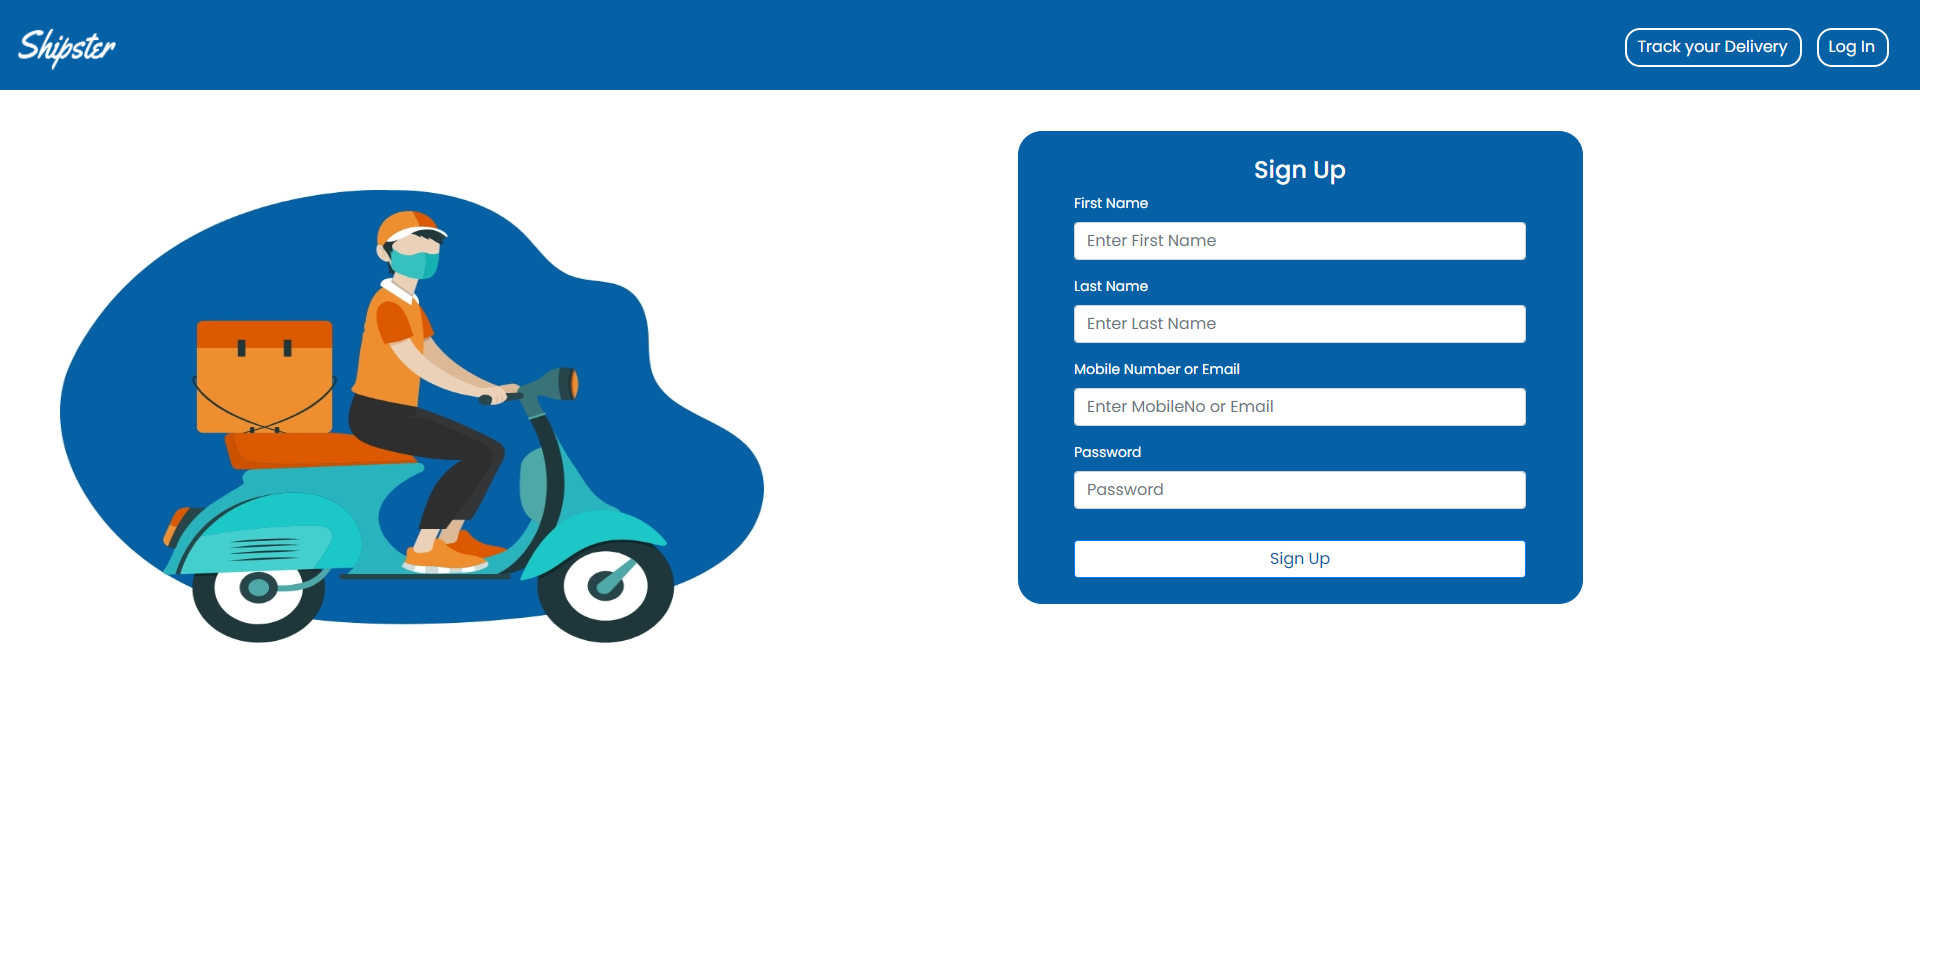 Shipster
Track your Delivery
Log In
Sign Up
First Name
Enter First Name
Last Name
Enter Last Name
Mobile Number or Email
Enter MobileNo or Email
Password
Password
Sign Up